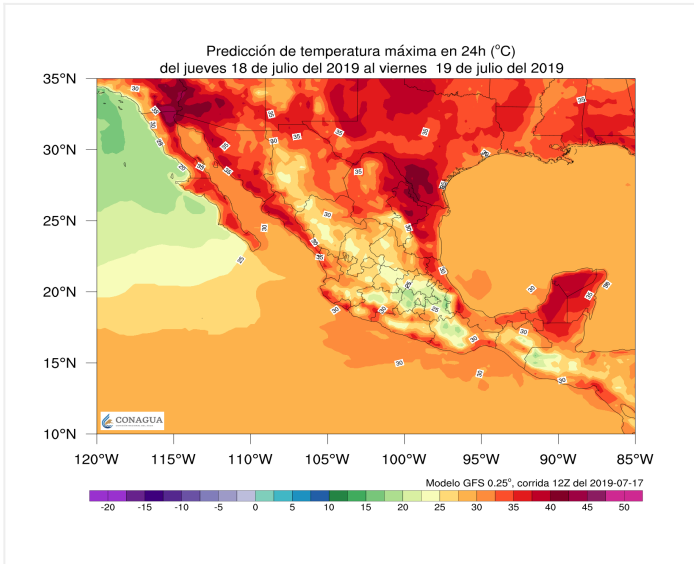 Predicción de temperatura máxima en 24h (°C)
del jueves 18 de julio del 2019 al viernes  19 de julio del 2019
35°N
30°N
25°N
20°N
15°N
10°N
CONAGUA
120°W 115°W 110°W 105°W 100°W 95°W 90°W 85°W
Modelo GFS 0.25°, corrida 12Z del 2019-07-17
-20 -15 -10 -5 0 5 10 15 20 25 30 35 40 45 50